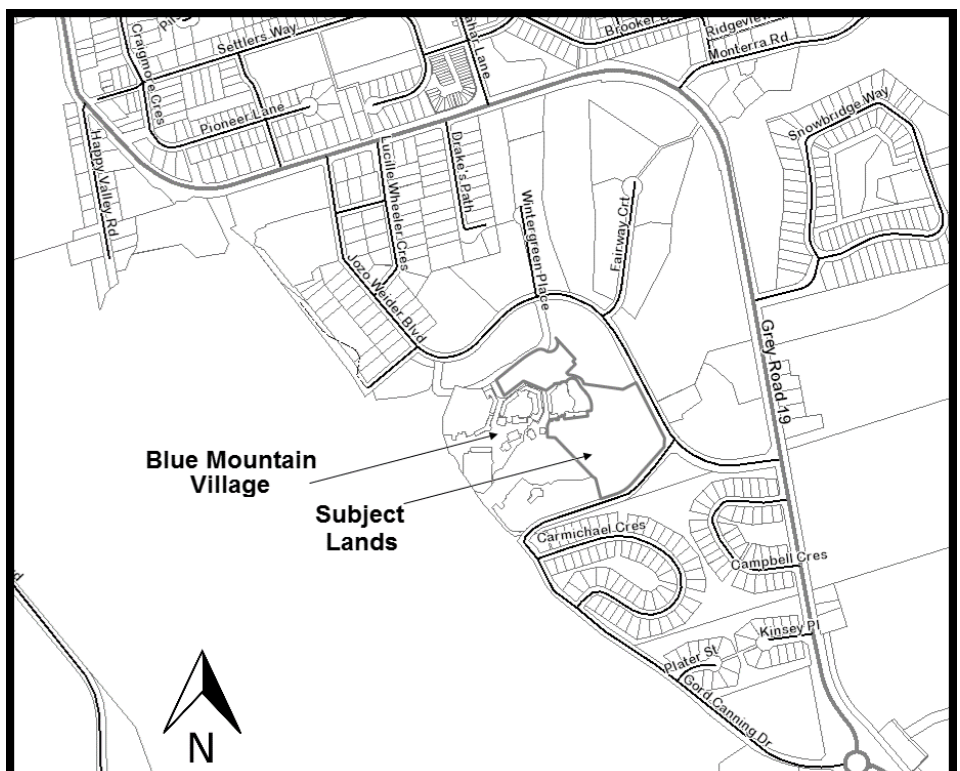 Settlers Way
Craigmore Cres
Pioneer Lane
Lane
Ridgeview
Monterra Rd
Snowbridge Way
Happy Valley Rd
Lucille Wheeler Cres
Drake's Path
Wintergreen Place
Fairway Crt
Jozo Weider Blvd
Grey Road 19
Blue Mountain
Village
Subject
Lands
Carmichael Cres
Campbell Cres
Kinsey Pl
Plater St
Gord Canning Dr
N